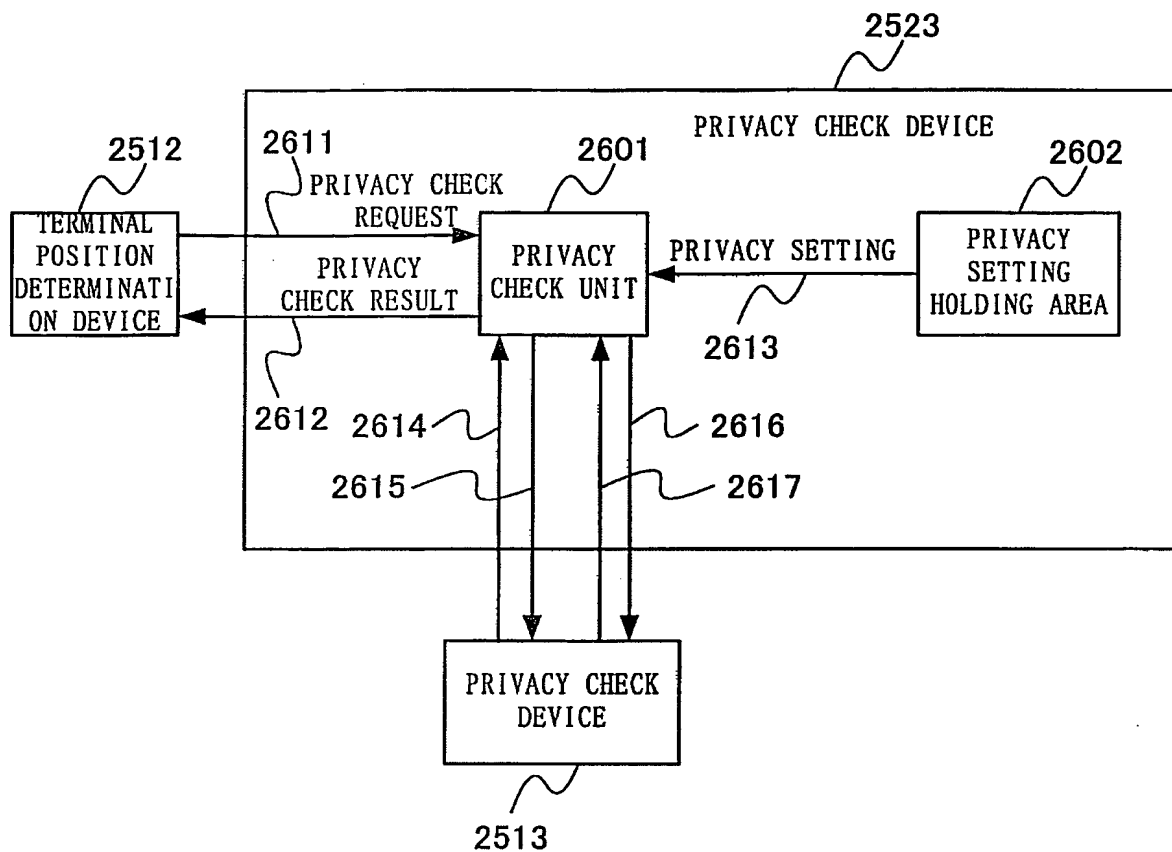 2523
PRIVACY CHECK DEVICE
2512
2611
2601
2602
PRIVACY CHECK
REQUEST
TERMINAL
POSITION
DETERMINATI
ON DEVICE
PRIVACY
CHECK RESULT
PRIVACY
CHECK UNIT
PRIVACY SETTING
PRIVACY
SETTING
HOLDING AREA
2613
2612
2614
2616
2615
2617
PRIVACY CHECK
DEVICE
2513